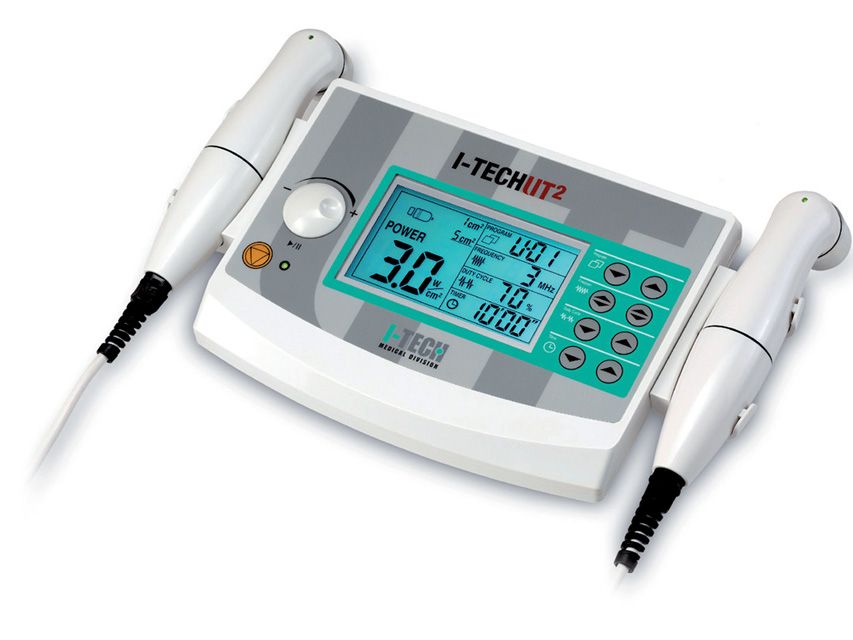 I-TECH UT2
- +
1cm²
5cm²
PROGRAM
U:01
POWER
3.0 W/cm²
FREQUENCY
3 MHz
DUTY CYCLE
70 %
TIMER
10'00"
I-TECH
MEDICAL DIVISION